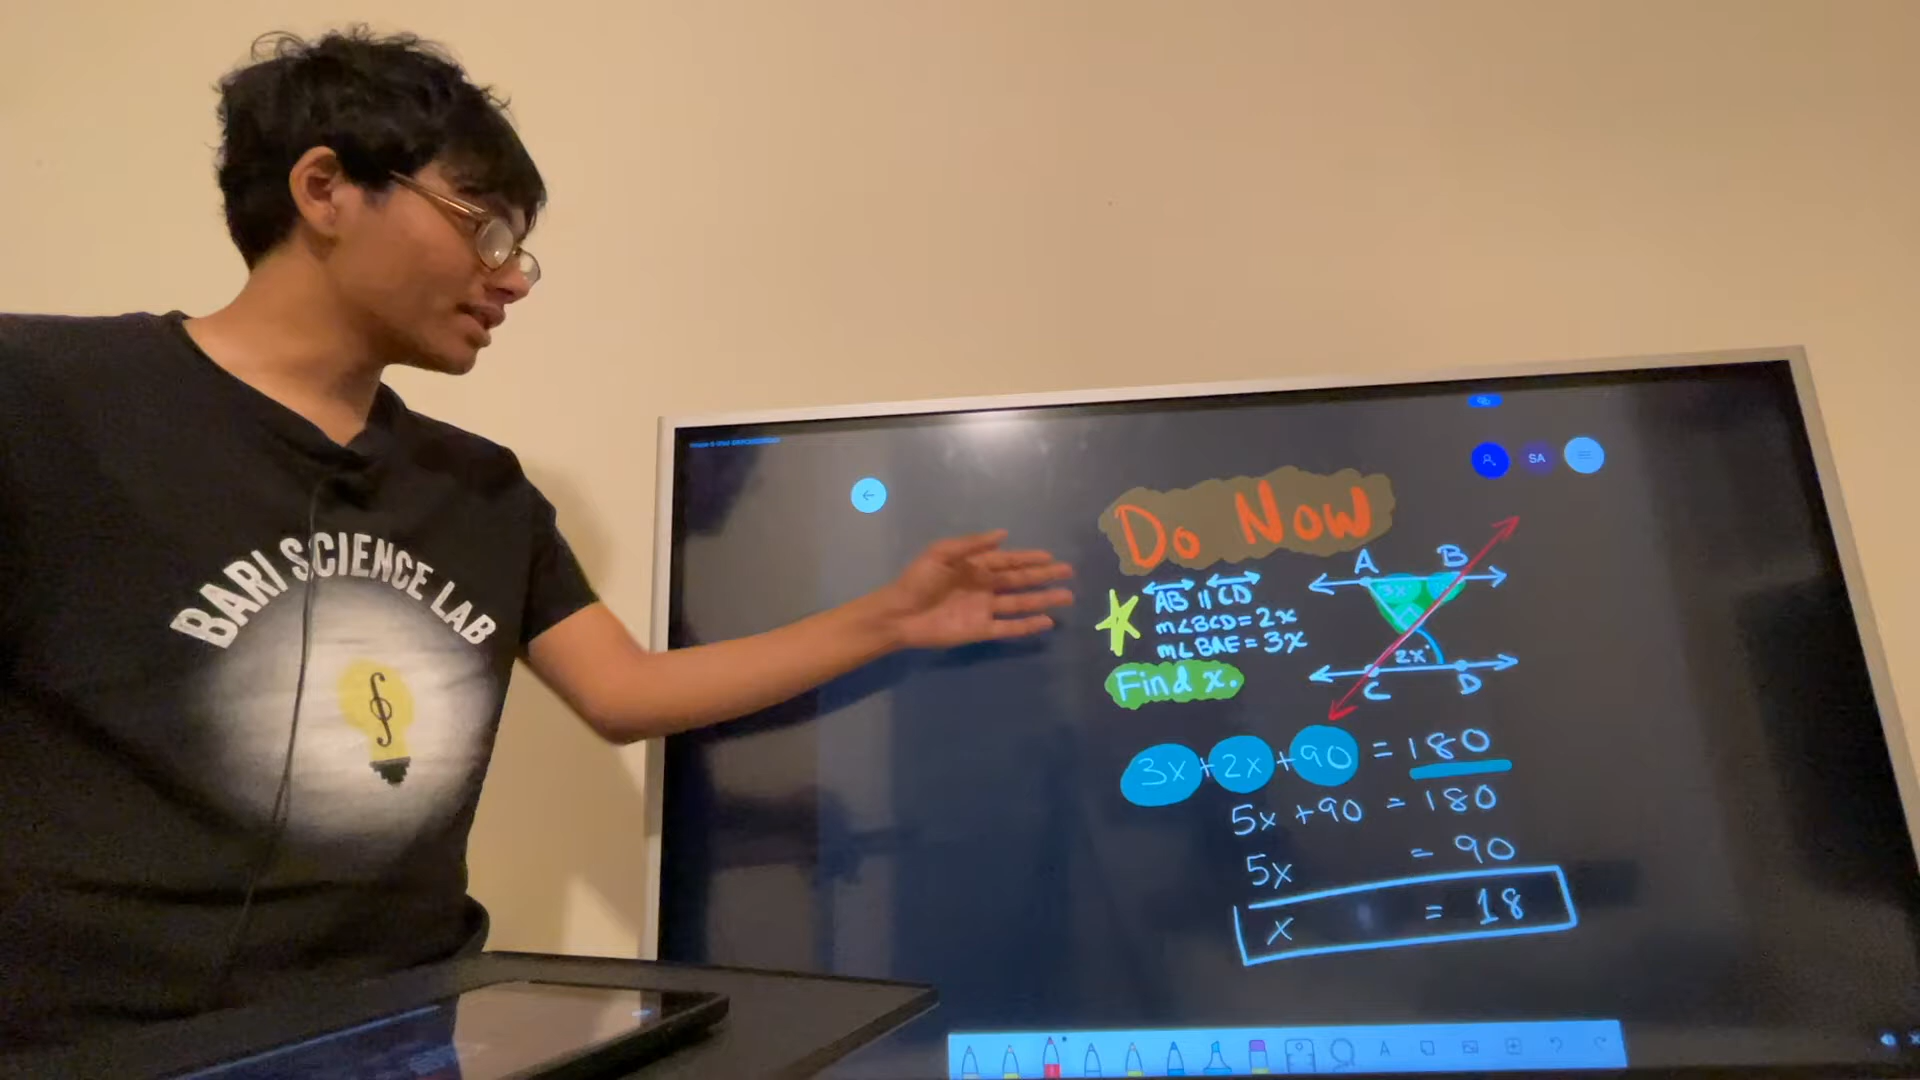 BARI SCIENCE LAB
SA
Do Now
AB || CD
m∠BCD=2x
m∠BAE=3x
Find x.
A
B
3x
2x
C
D
3x+2x+90=180
5x+90=180
5x=90
x=18
A